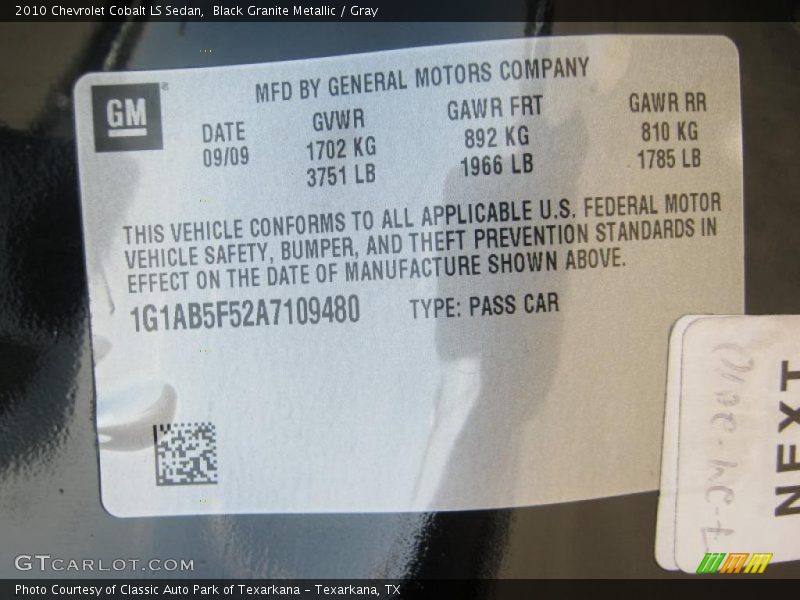 2010 Chevrolet Cobalt LS Sedan, Black Granite Metallic / Gray
GM
MFD BY GENERAL MOTORS COMPANY
DATE GVWR GAWR FRT GAWR RR
09/09 1702 KG 892 KG 810 KG
3751 LB 1966 LB 1785 LB
THIS VEHICLE CONFORMS TO ALL APPLICABLE U.S. FEDERAL MOTOR
VEHICLE SAFETY, BUMPER, AND THEFT PREVENTION STANDARDS IN
EFFECT ON THE DATE OF MANUFACTURE SHOWN ABOVE.
1G1AB5F52A7109480 TYPE: PASS CAR
NEXT
GTCARLOT.COM
Photo Courtesy of Classic Auto Park of Texarkana – Texarkana, TX